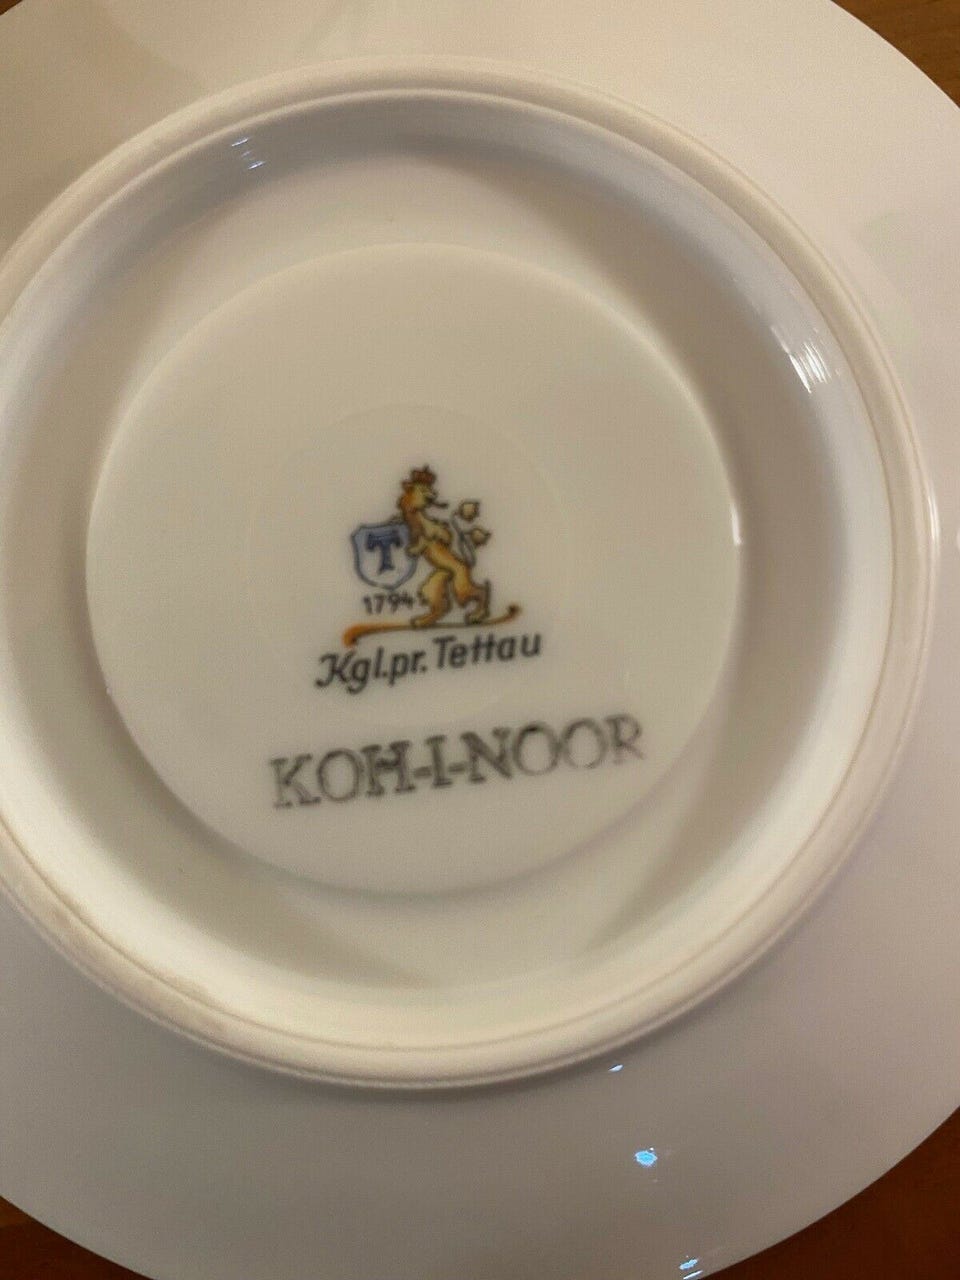 T
1794
Kgl.pr. Tettau
KOH-I-NOOR